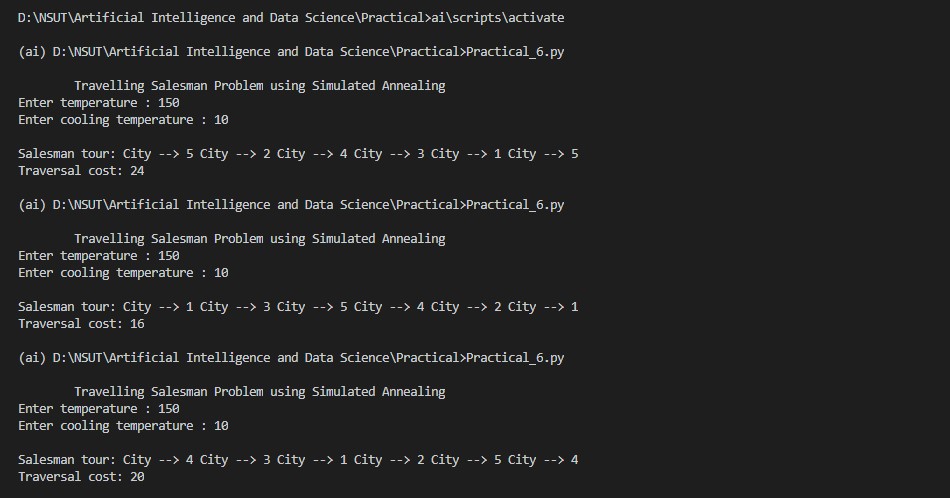 D:\NSUT\Artificial Intelligence and Data Science\Practical>ai\scripts\activate
(ai) D:\NSUT\Artificial Intelligence and Data Science\Practical>Practical_6.py
Travelling Salesman Problem using Simulated Annealing
Enter temperature : 150
Enter cooling temperature : 10
Salesman tour: City --> 5 City --> 2 City --> 4 City --> 3 City --> 1 City --> 5
Traversal cost: 24
(ai) D:\NSUT\Artificial Intelligence and Data Science\Practical>Practical_6.py
Travelling Salesman Problem using Simulated Annealing
Enter temperature : 150
Enter cooling temperature : 10
Salesman tour: City --> 1 City --> 3 City --> 5 City --> 4 City --> 2 City --> 1
Traversal cost: 16
(ai) D:\NSUT\Artificial Intelligence and Data Science\Practical>Practical_6.py
Travelling Salesman Problem using Simulated Annealing
Enter temperature : 150
Enter cooling temperature : 10
Salesman tour: City --> 4 City --> 3 City --> 1 City --> 2 City --> 5 City --> 4
Traversal cost: 20